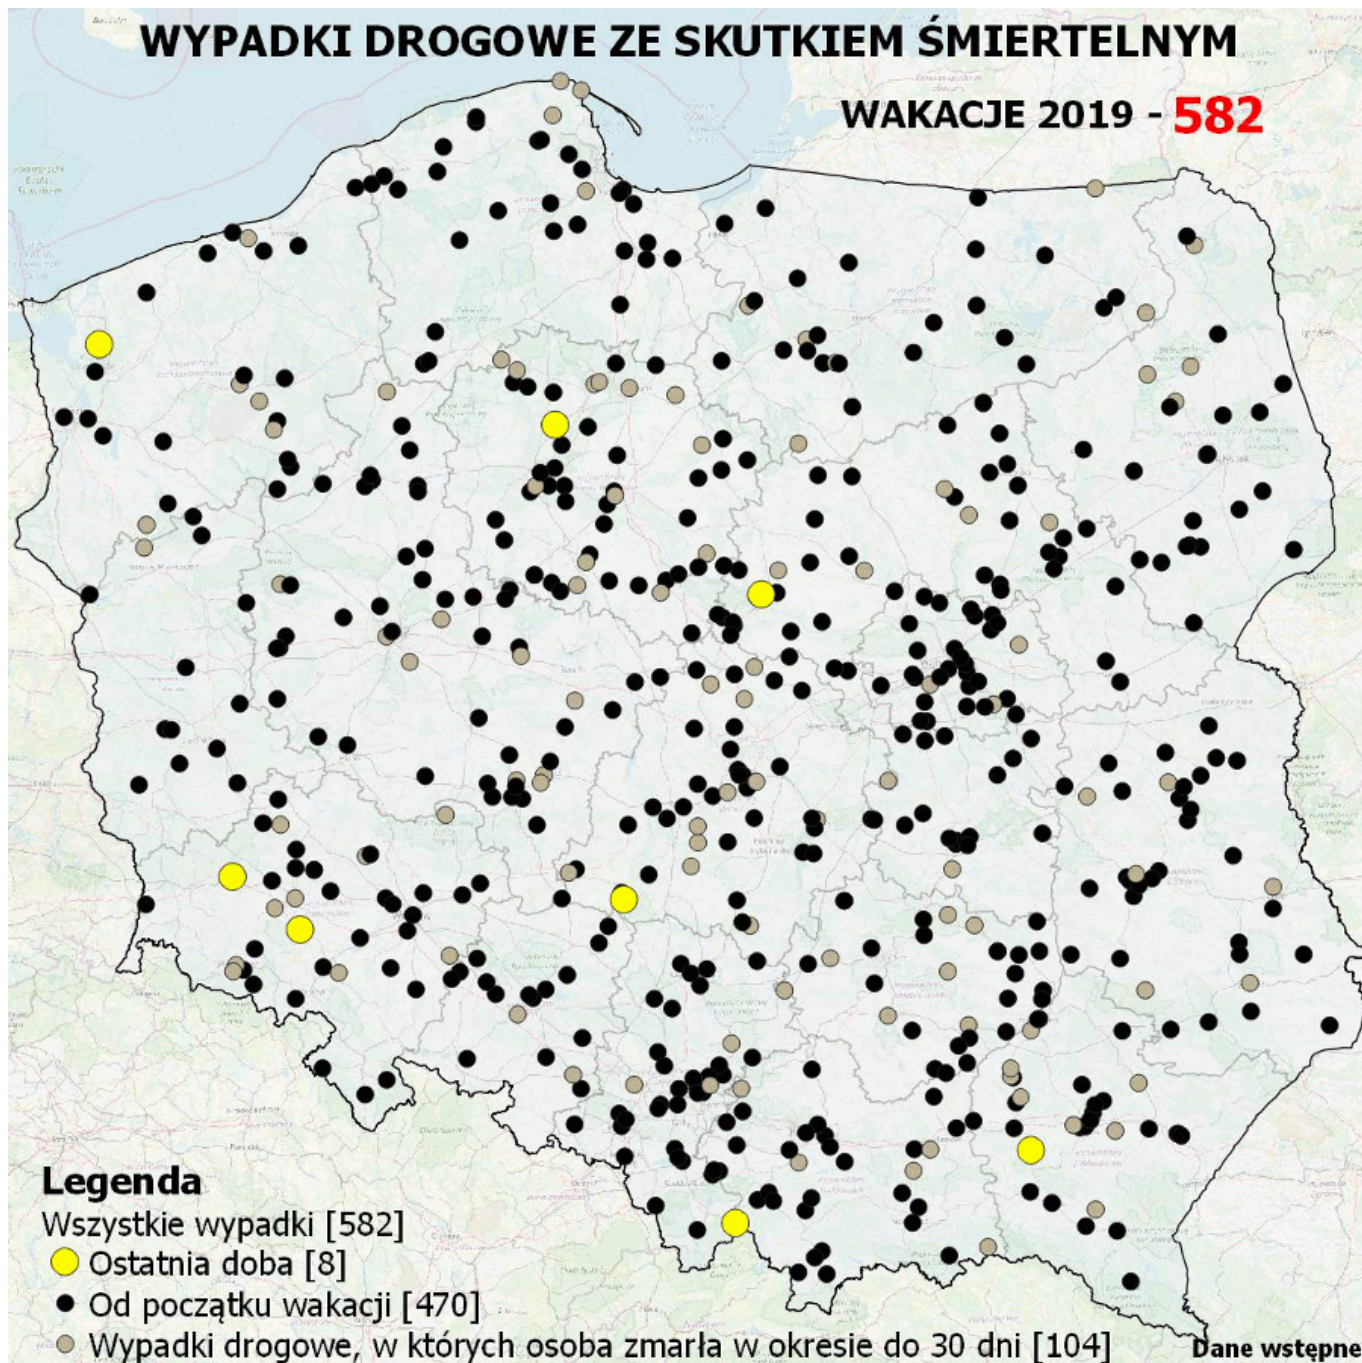 WYPADKI DROGOWE ZE SKUTKIEM ŚMIERTELNYM
WAKACJE 2019 - 582
Legenda
Wszystkie wypadki [582]
Ostatnia doba [8]
Od początku wakacji [470]
Wypadki drogowe, w których osoba zmarła w okresie do 30 dni [104]
Dane wstępne